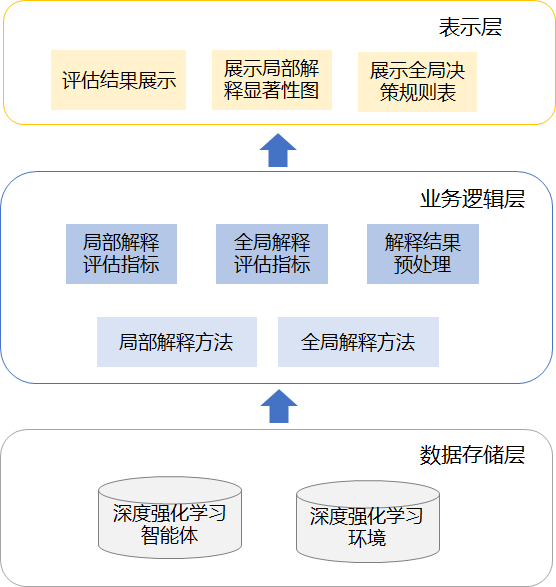 表示层
评估结果展示
展示局部解
释显著性图
展示全局决
策规则表
业务逻辑层
局部解释
评估指标
全局解释
评估指标
解释结果
预处理
局部解释方法
全局解释方法
数据存储层
深度强化学习
智能体
深度强化学习
环境